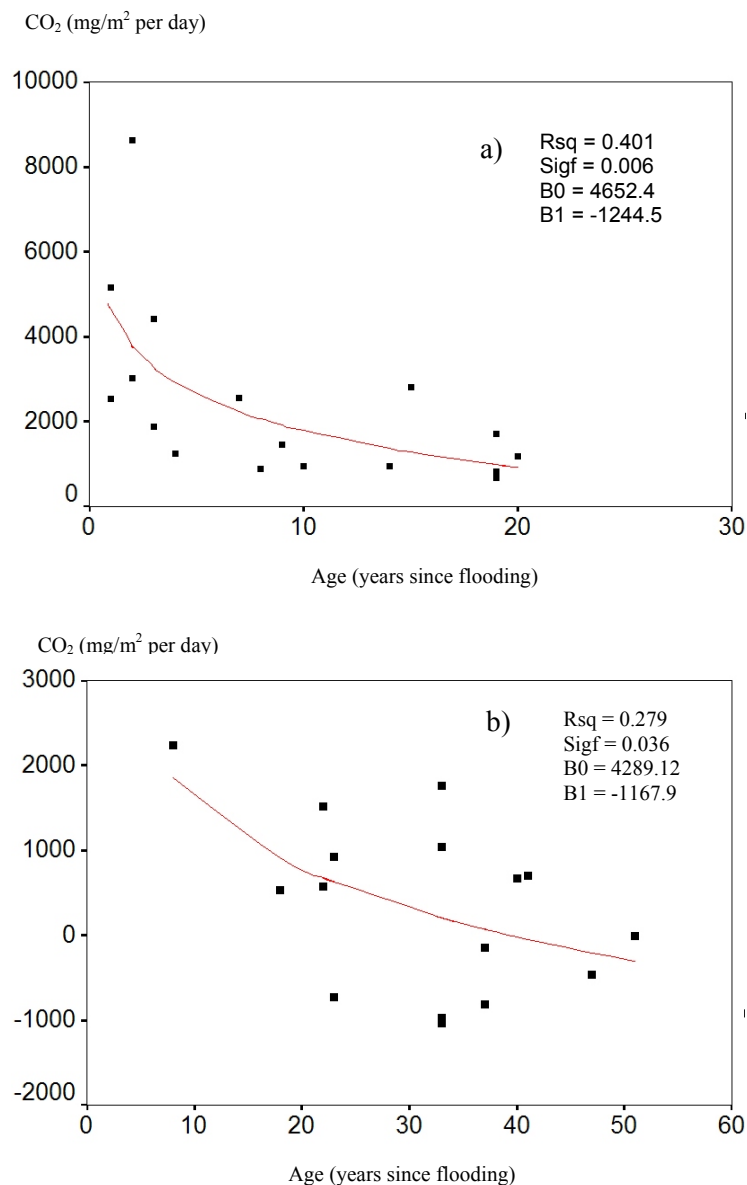 CO₂ (mg/m² per day)
10000
8000
6000
4000
2000
0
a)
Rsq = 0.401
Sigf = 0.006
B0 = 4652.4
B1 = -1244.5
0 10 20 30
Age (years since flooding)
CO₂ (mg/m² per day)
3000
2000
1000
0
-1000
-2000
b)
Rsq = 0.279
Sigf = 0.036
B0 = 4289.12
B1 = -1167.9
0 10 20 30 40 50 60
Age (years since flooding)